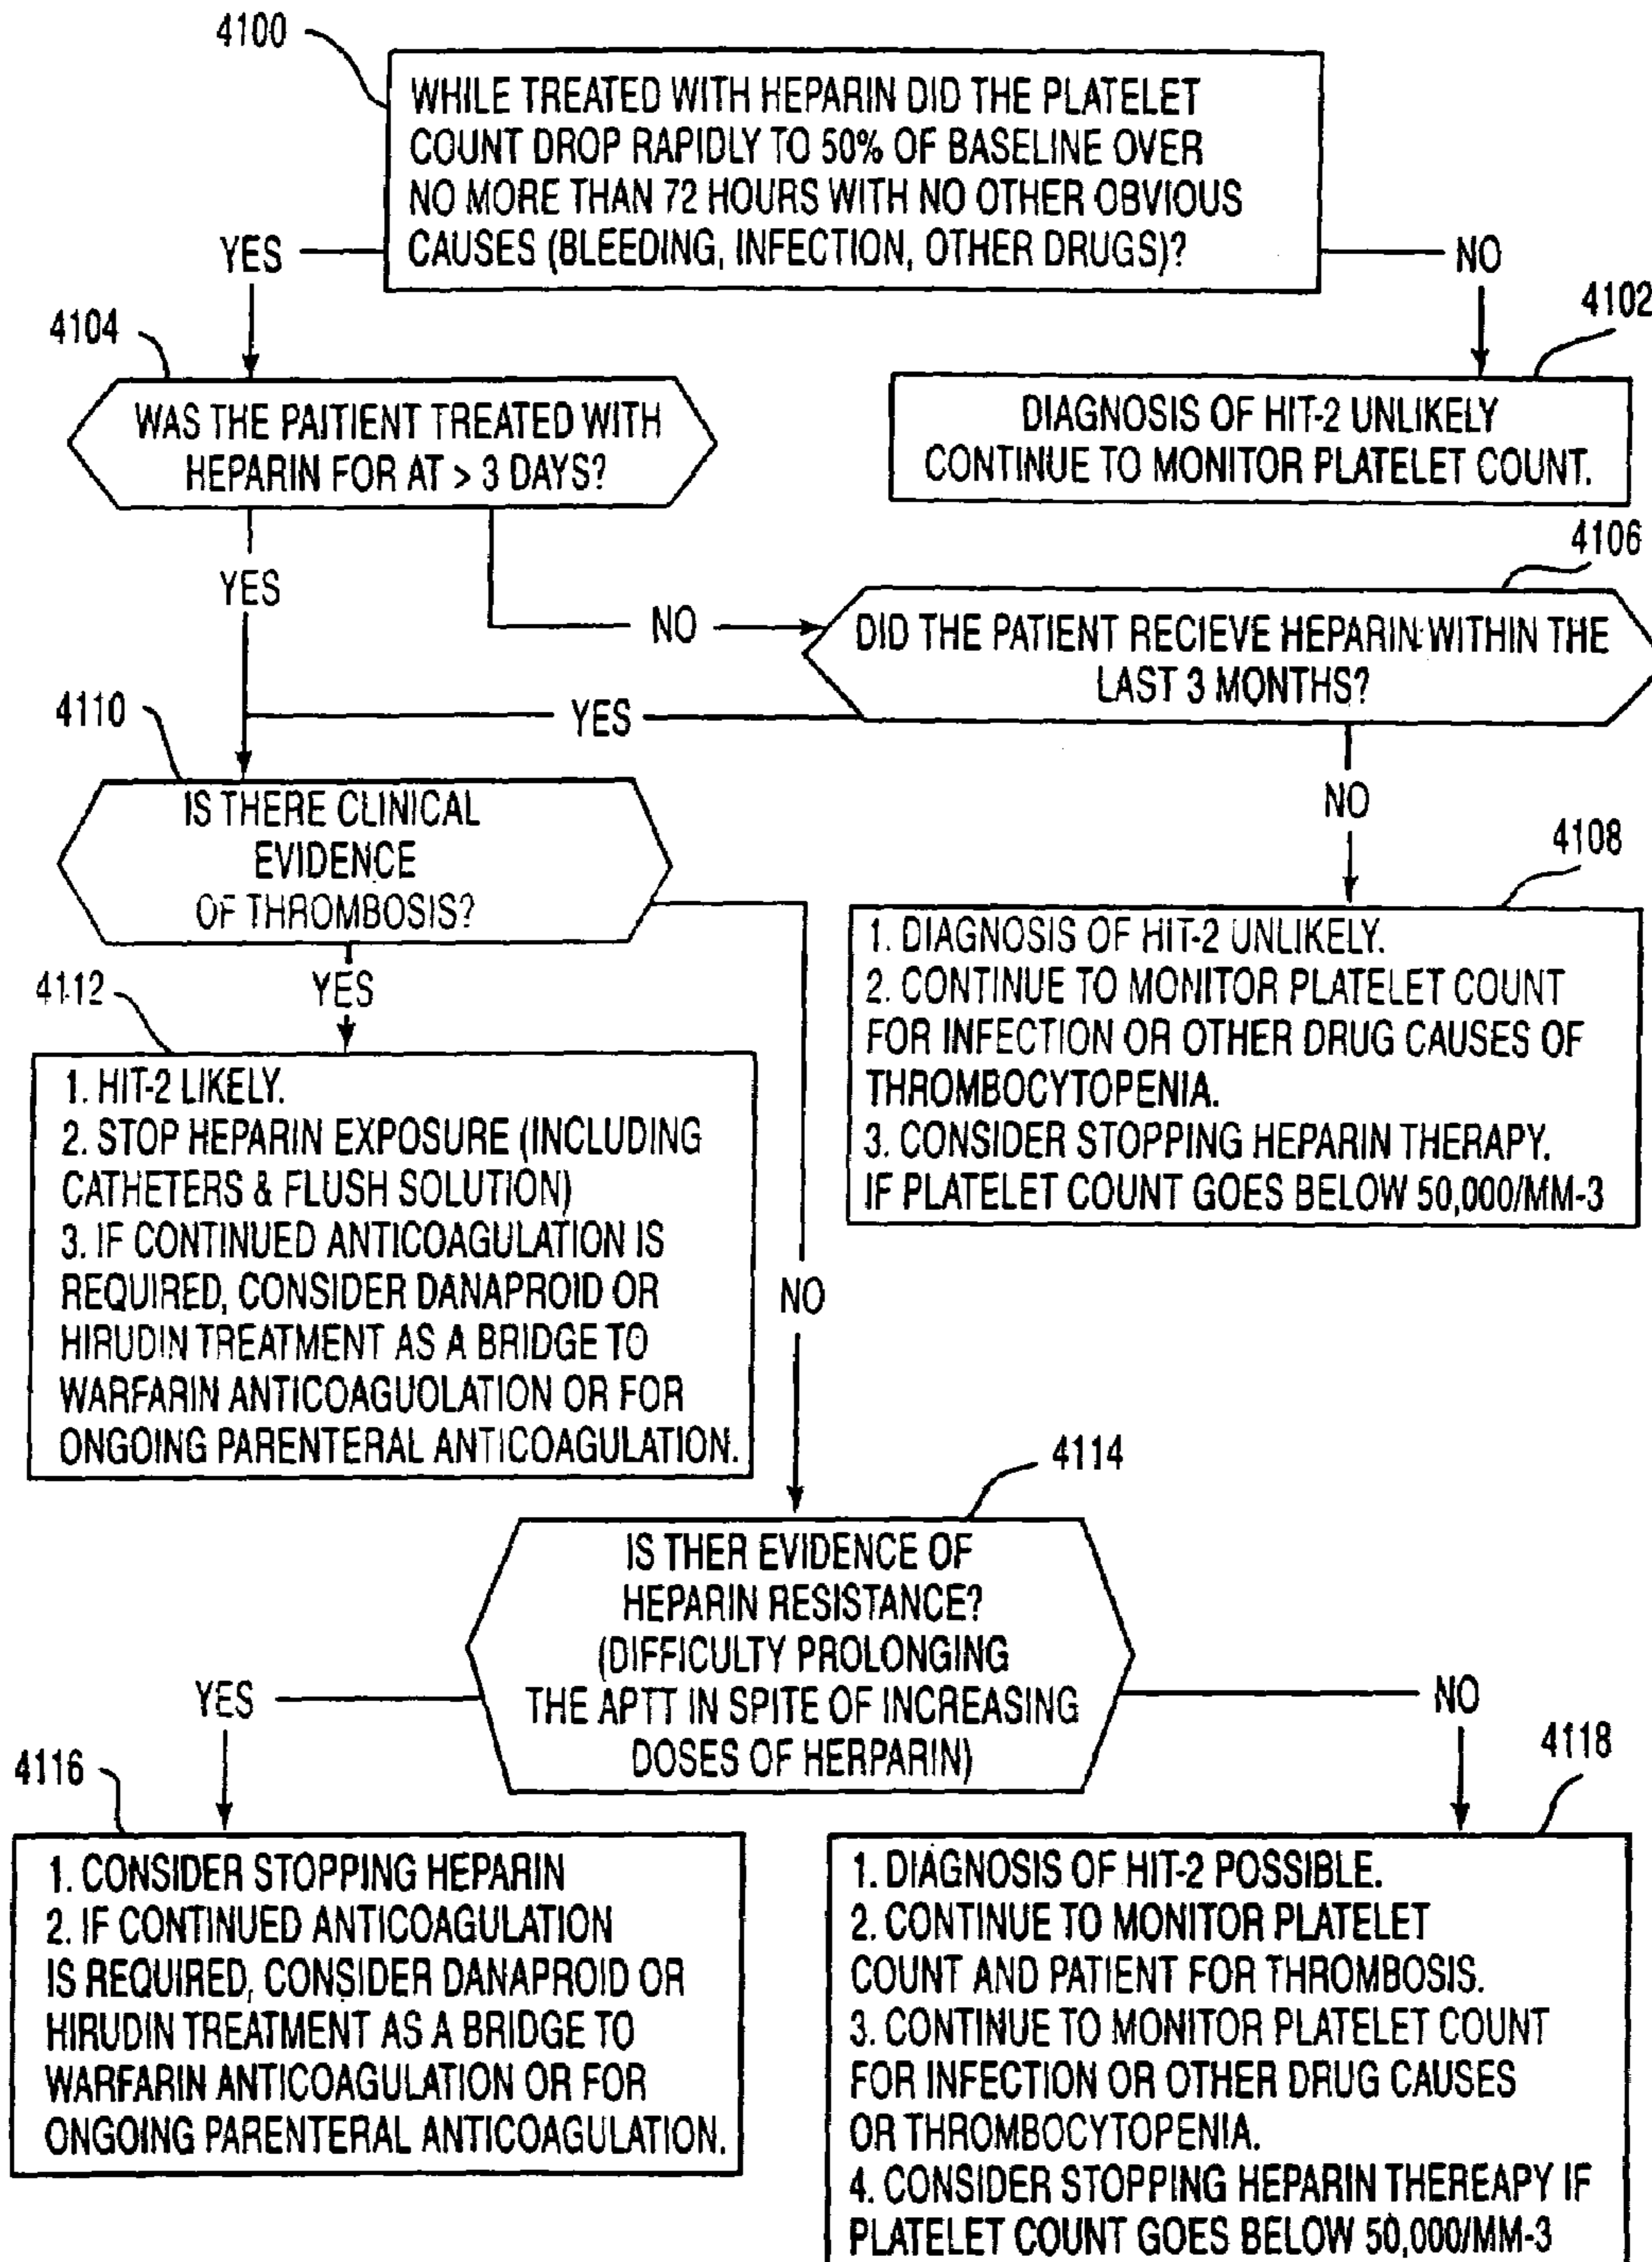 4100
WHILE TREATED WITH HEPARIN DID THE PLATELET
COUNT DROP RAPIDLY TO 50% OF BASELINE OVER
NO MORE THAN 72 HOURS WITH NO OTHER OBVIOUS
CAUSES (BLEEDING, INFECTION, OTHER DRUGS)?
YES
NO
4102
DIAGNOSIS OF HIT-2 UNLIKELY
CONTINUE TO MONITOR PLATELET COUNT.
4104
WAS THE PAITIENT TREATED WITH
HEPARIN FOR AT > 3 DAYS?
YES
NO
4106
DID THE PATIENT RECIEVE HEPARIN WITHIN THE
LAST 3 MONTHS?
YES
NO
4108
1. DIAGNOSIS OF HIT-2 UNLIKELY.
2. CONTINUE TO MONITOR PLATELET COUNT
FOR INFECTION OR OTHER DRUG CAUSES OF
THROMBOCYTOPENIA.
3. CONSIDER STOPPING HEPARIN THERAPY.
IF PLATELET COUNT GOES BELOW 50,000/MM-3
4110
IS THERE CLINICAL
EVIDENCE
OF THROMBOSIS?
YES
NO
4112
1. HIT-2 LIKELY.
2. STOP HEPARIN EXPOSURE (INCLUDING
CATHETERS & FLUSH SOLUTION)
3. IF CONTINUED ANTICOAGULATION IS
REQUIRED, CONSIDER DANAPROID OR
HIRUDIN TREATMENT AS A BRIDGE TO
WARFARIN ANTICOAGUOLATION OR FOR
ONGOING PARENTERAL ANTICOAGULATION.
4114
IS THER EVIDENCE OF
HEPARIN RESISTANCE?
(DIFFICULTY PROLONGING
THE APTT IN SPITE OF INCREASING
DOSES OF HERPARIN)
YES
NO
4116
1. CONSIDER STOPPING HEPARIN
2. IF CONTINUED ANTICOAGULATION
IS REQUIRED, CONSIDER DANAPROID OR
HIRUDIN TREATMENT AS A BRIDGE TO
WARFARIN ANTICOAGULATION OR FOR
ONGOING PARENTERAL ANTICOAGULATION.
4118
1. DIAGNOSIS OF HIT-2 POSSIBLE.
2. CONTINUE TO MONITOR PLATELET
COUNT AND PATIENT FOR THROMBOSIS.
3. CONTINUE TO MONITOR PLATELET COUNT
FOR INFECTION OR OTHER DRUG CAUSES
OR THROMBOCYTOPENIA.
4. CONSIDER STOPPING HEPARIN THEREAPY IF
PLATELET COUNT GOES BELOW 50,000/MM-3